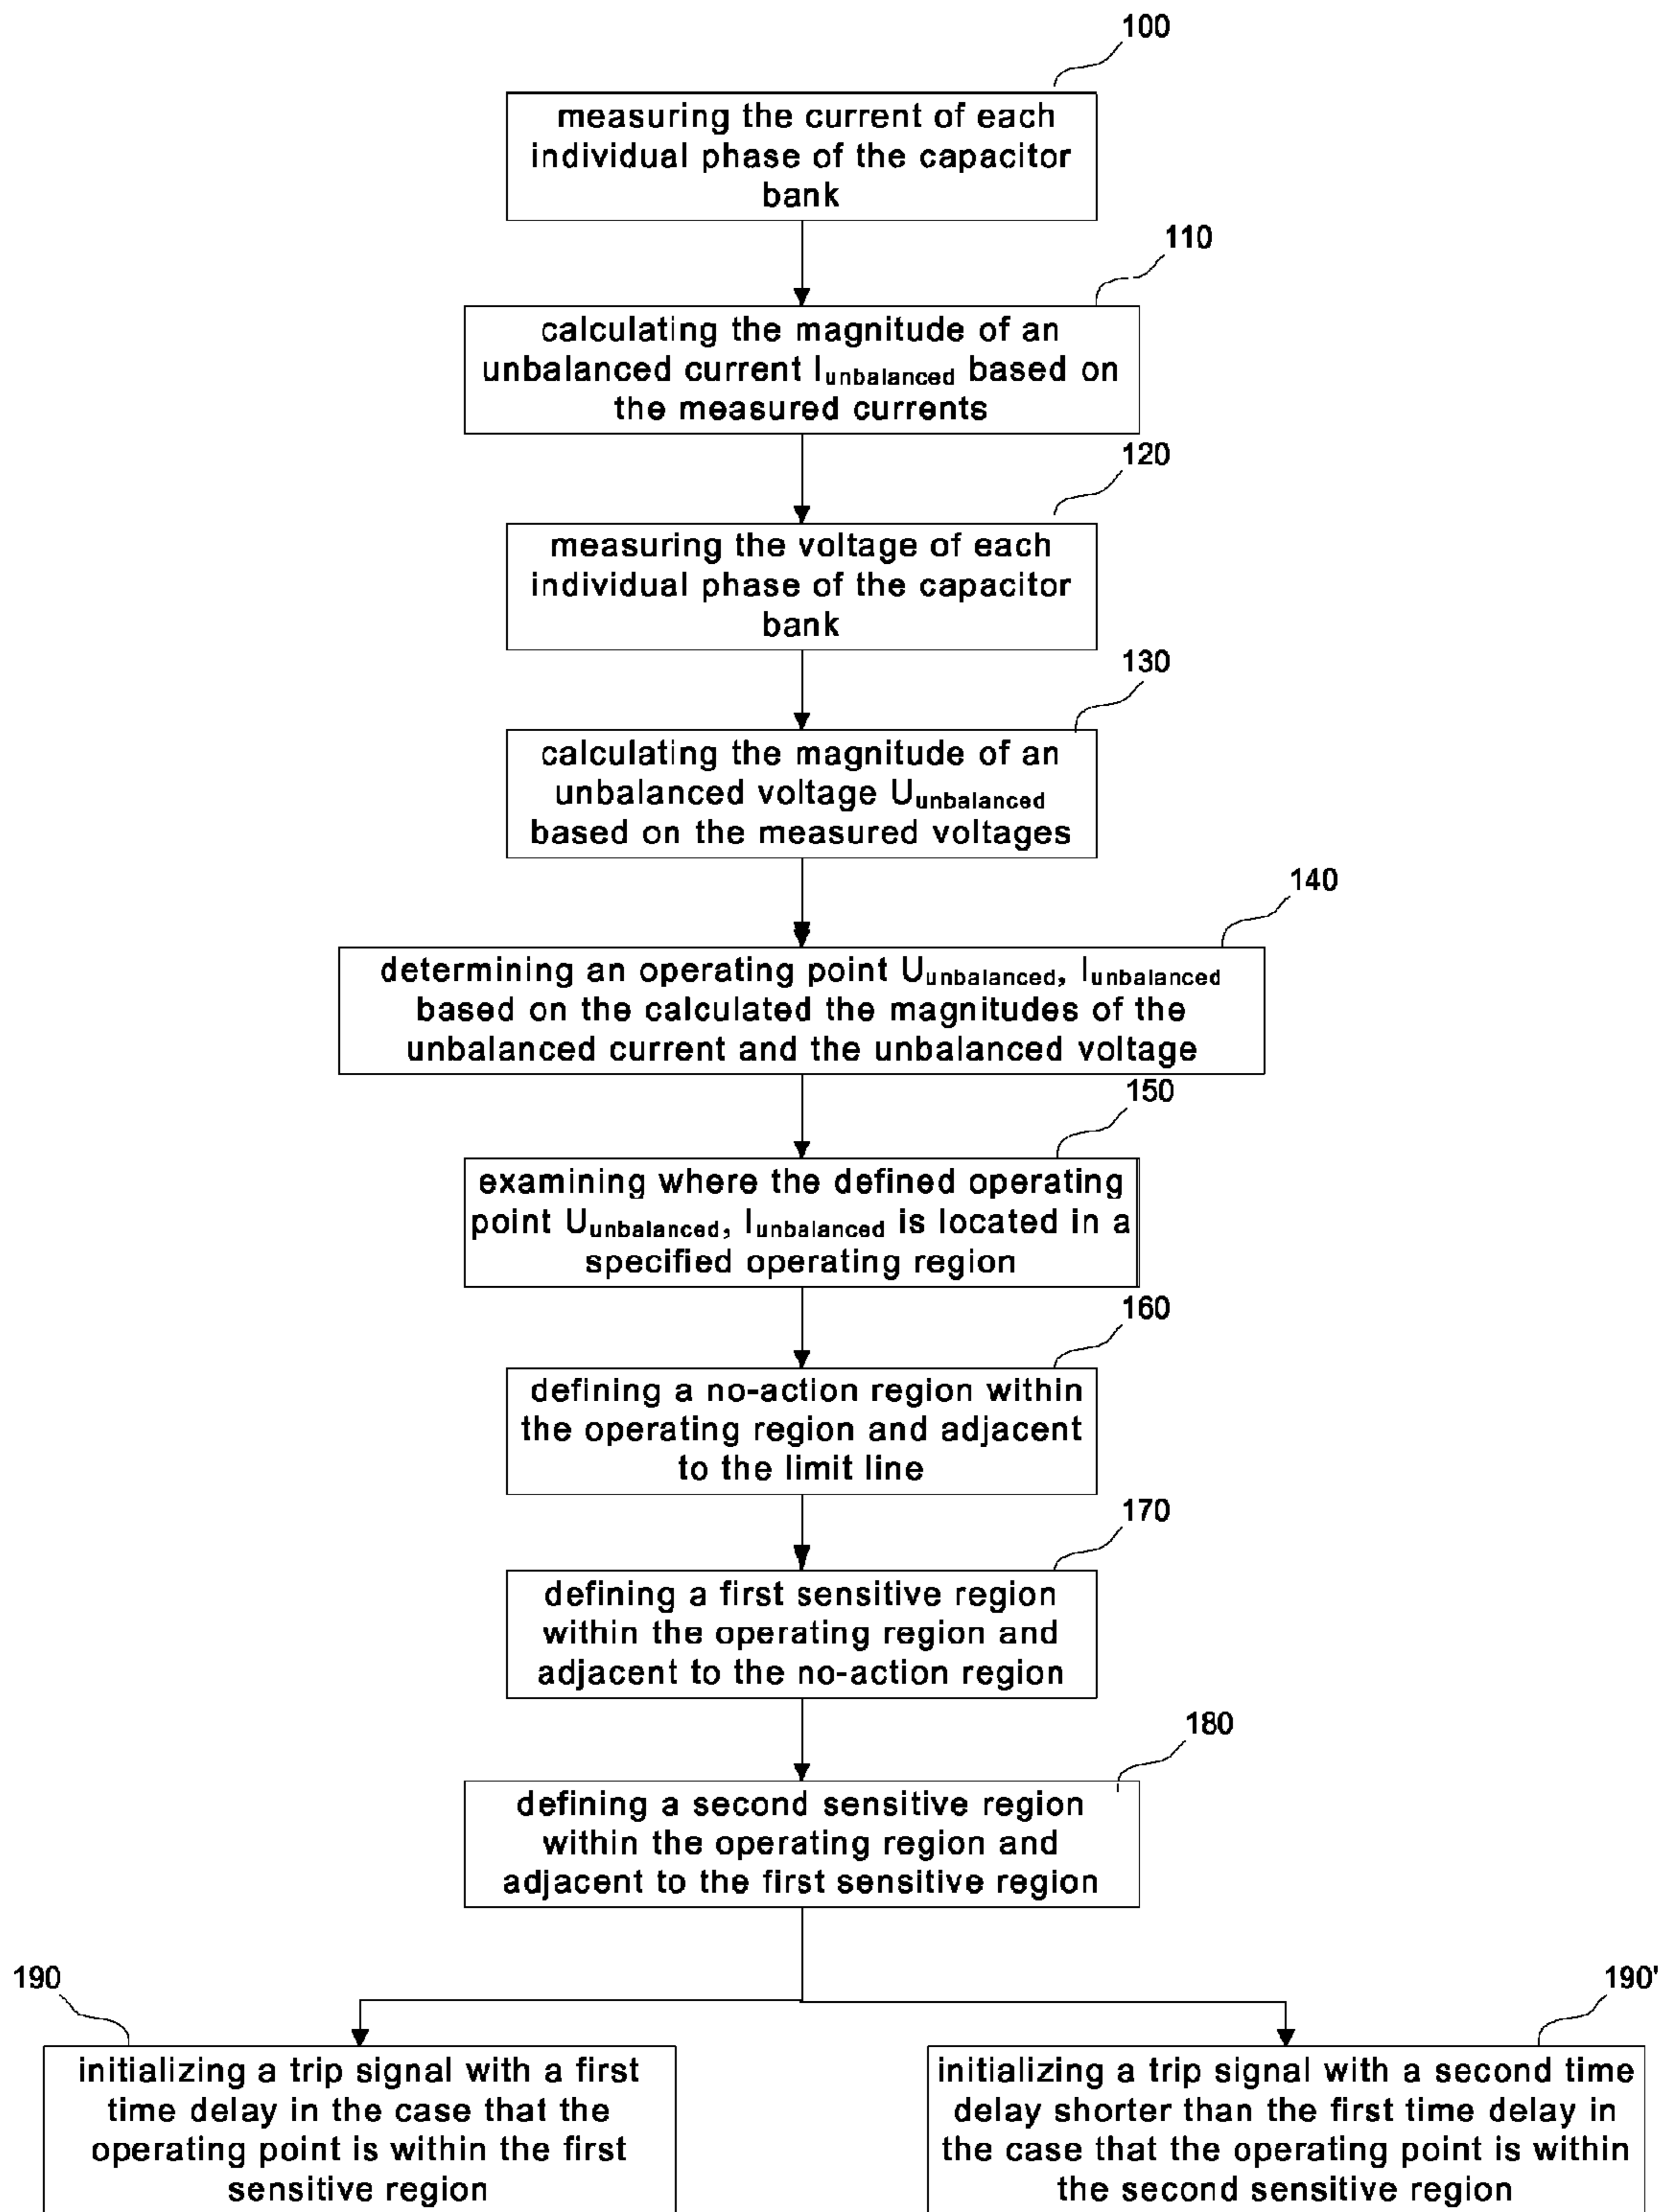 100
measuring the current of each
individual phase of the capacitor
bank
110
calculating the magnitude of an
unbalanced current Iunbalanced based on
the measured currents
120
measuring the voltage of each
individual phase of the capacitor
bank
130
calculating the magnitude of an
unbalanced voltage Uunbalanced
based on the measured voltages
140
determining an operating point Uunbalanced, Iunbalanced
based on the calculated the magnitudes of the
unbalanced current and the unbalanced voltage
150
examining where the defined operating
point Uunbalanced, Iunbalanced is located in a
specified operating region
160
defining a no-action region within
the operating region and adjacent
to the limit line
170
defining a first sensitive region
within the operating region and
adjacent to the no-action region
180
defining a second sensitive region
within the operating region and
adjacent to the first sensitive region
190
initializing a trip signal with a first
time delay in the case that the
operating point is within the first
sensitive region
190'
initializing a trip signal with a second time
delay shorter than the first time delay in
the case that the operating point is within
the second sensitive region